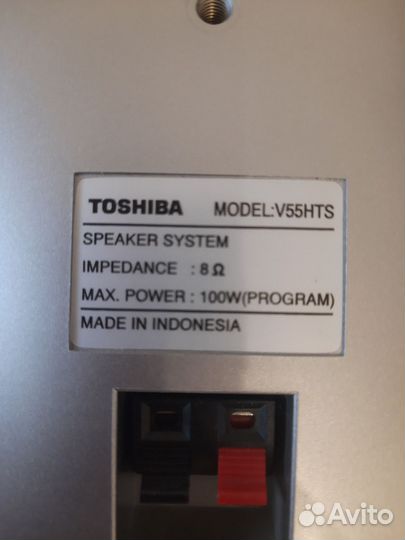 TOSHIBA MODEL:V55HTS
SPEAKER SYSTEM
IMPEDANCE : 8 Ω
MAX. POWER : 100W(PROGRAM)
MADE IN INDONESIA
Avito